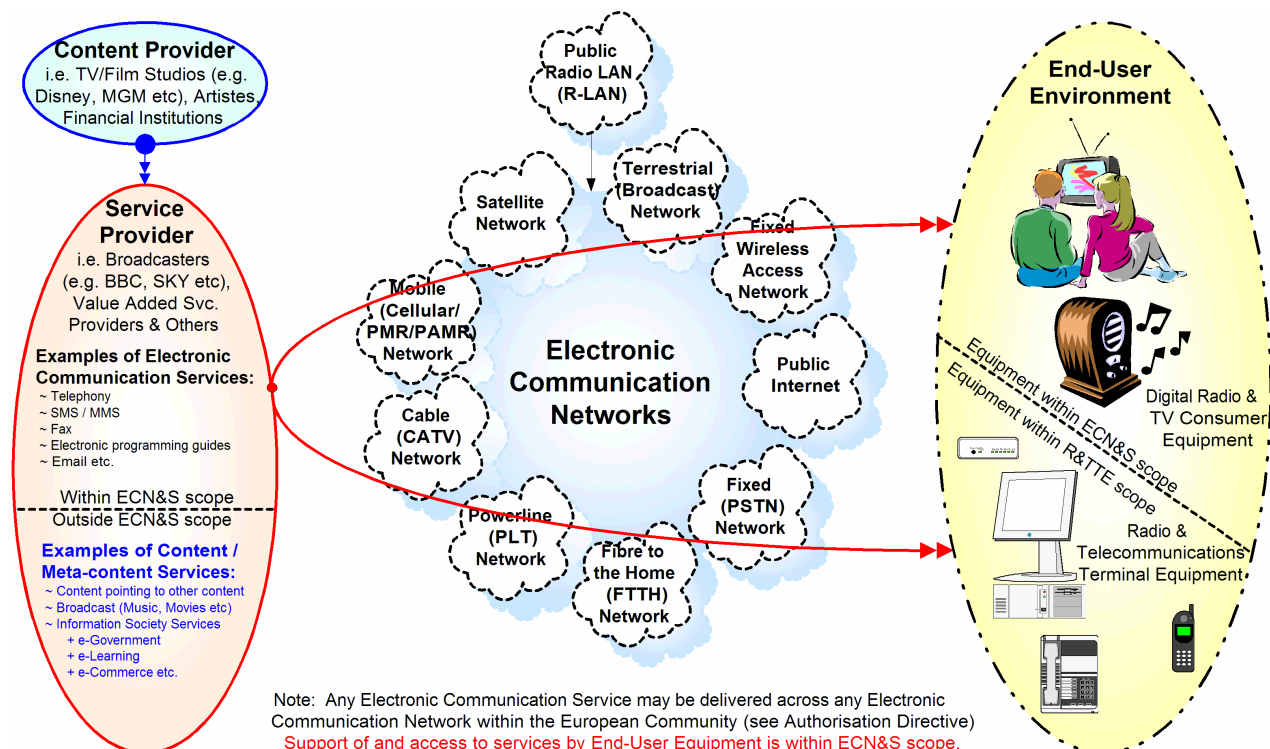 Content Provider
i.e. TV/Film Studios (e.g.
Disney, MGM etc), Artistes,
Financial Institutions
Service
Provider
i.e. Broadcasters
(e.g. BBC, SKY etc),
Value Added Svc.
Providers & Others
Examples of Electronic
Communication Services:
~ Telephony
~ SMS / MMS
~ Fax
~ Electronic programming guides
~ Email etc.
Within ECN&S scope
Outside ECN&S scope
Examples of Content /
Meta-content Services:
~ Content pointing to other content
~ Broadcast (Music, Movies etc)
~ Information Society Services
+ e-Government
+ e-Learning
+ e-Commerce etc.
Public
Radio LAN
(R-LAN)
Terrestrial
(Broadcast)
Network
Satellite
Network
Fixed
Wireless
Access
Network
Mobile
(Cellular/
PMR/PAMR)
Network
Public
Internet
Electronic
Communication
Networks
Cable
(CATV)
Network
Fixed
(PSTN)
Network
Powerline
(PLT)
Network
Fibre to
the Home
(FTTH)
Network
End-User
Environment
Digital Radio &
TV Consumer
Equipment
Equipment within ECN&S scope
Equipment within R&TTE scope
Radio &
Telecommunications
Terminal Equipment
Note: Any Electronic Communication Service may be delivered across any Electronic
Communication Network within the European Community (see Authorisation Directive)
Support of and access to services by End-User Equipment is within ECN&S scope.